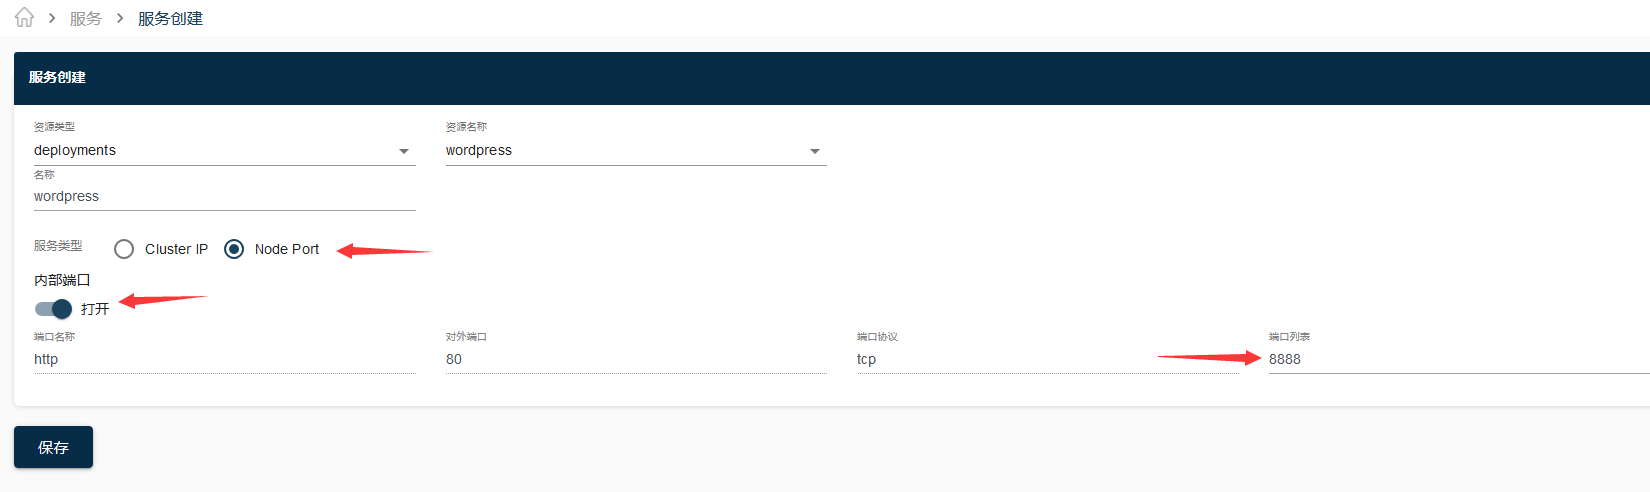 服务 服务创建
服务创建
资源类型 资源名称
deployments wordpress
名称
wordpress
服务类型 Cluster IP Node Port
内部端口
打开
端口名称 对外端口 端口协议 端口列表
http 80 tcp 8888
保存